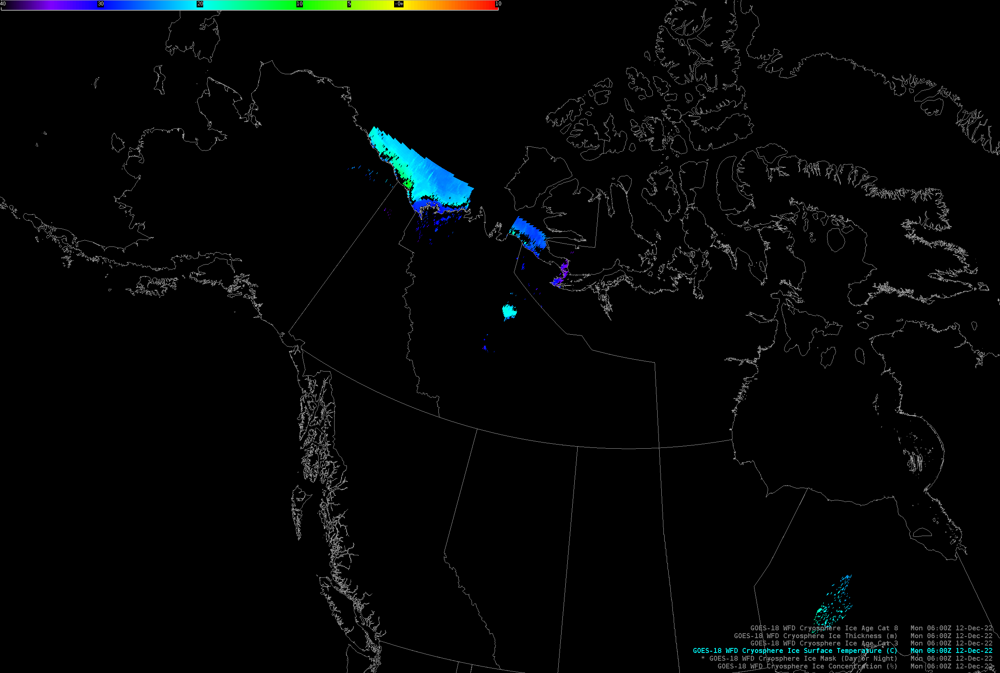 40 30 20 10 5 -0+ 10
GOES-18 WFD Cryosphere Ice Age Cat 8 Mon 06:00Z 12-Dec-22
GOES-18 WFD Cryosphere Ice Thickness (m) Mon 06:00Z 12-Dec-22
GOES-18 WFD Cryosphere Ice Age Cat 3 Mon 06:00Z 12-Dec-22
GOES-18 WFD Cryosphere Ice Surface Temperature (C) Mon 06:00Z 12-Dec-22
* GOES-18 WFD Cryosphere Ice Mask (Day or Night) Mon 06:00Z 12-Dec-22
GOES-18 WFD Cryosphere Ice Concentration (%) Mon 06:00Z 12-Dec-22